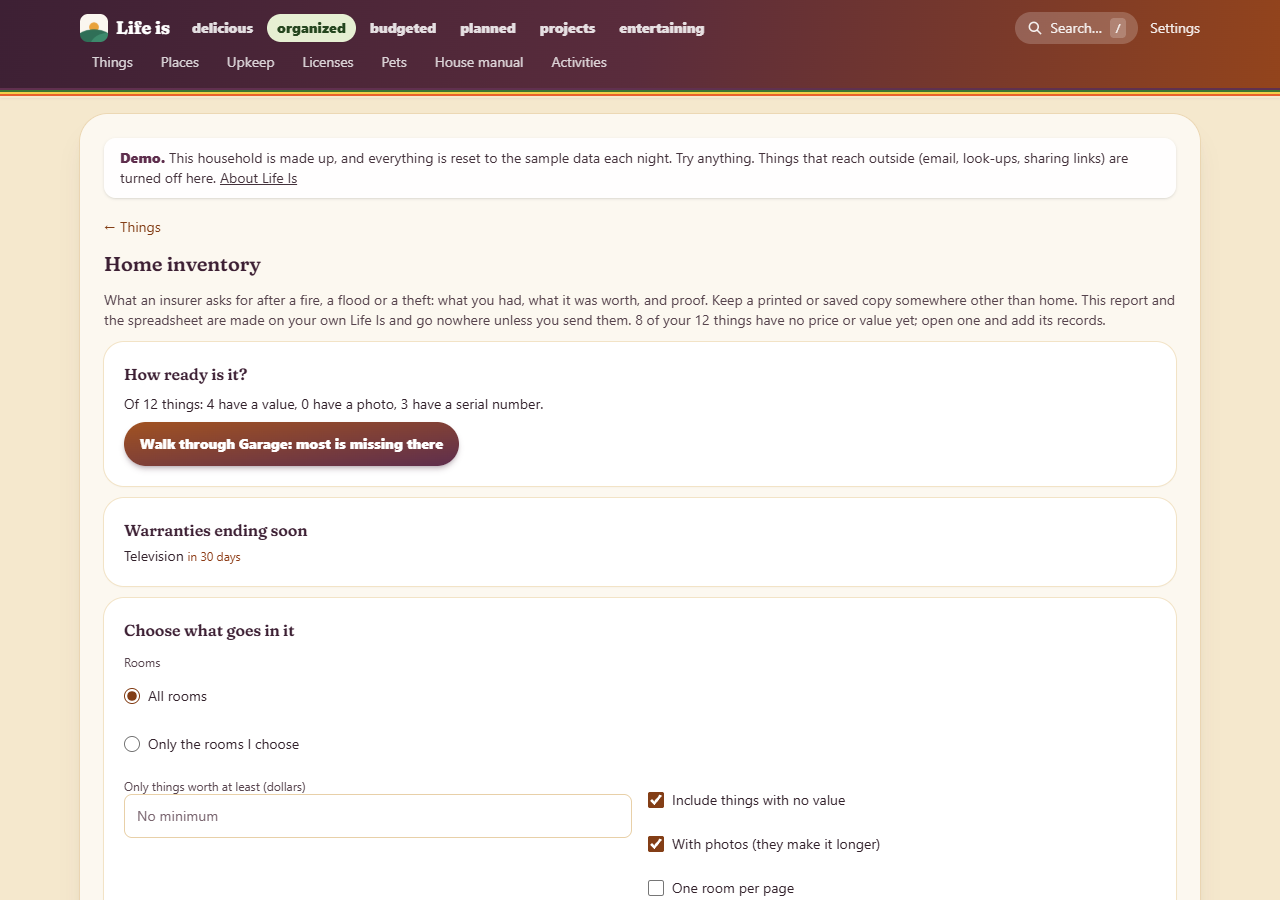 Life is
delicious organized budgeted planned projects entertaining
Search... / Settings
Things Places Upkeep Licenses Pets House manual Activities
Demo. This household is made up, and everything is reset to the sample data each night. Try anything. Things that reach outside (email, look-ups, sharing links) are
turned off here. About Life Is
← Things
Home inventory
What an insurer asks for after a fire, a flood or a theft: what you had, what it was worth, and proof. Keep a printed or saved copy somewhere other than home. This report and
the spreadsheet are made on your own Life Is and go nowhere unless you send them. 8 of your 12 things have no price or value yet; open one and add its records.
How ready is it?
Of 12 things: 4 have a value, 0 have a photo, 3 have a serial number.
Walk through Garage: most is missing there
Warranties ending soon
Television in 30 days
Choose what goes in it
Rooms
All rooms
Only the rooms I choose
Only things worth at least (dollars)
No minimum
Include things with no value
With photos (they make it longer)
One room per page